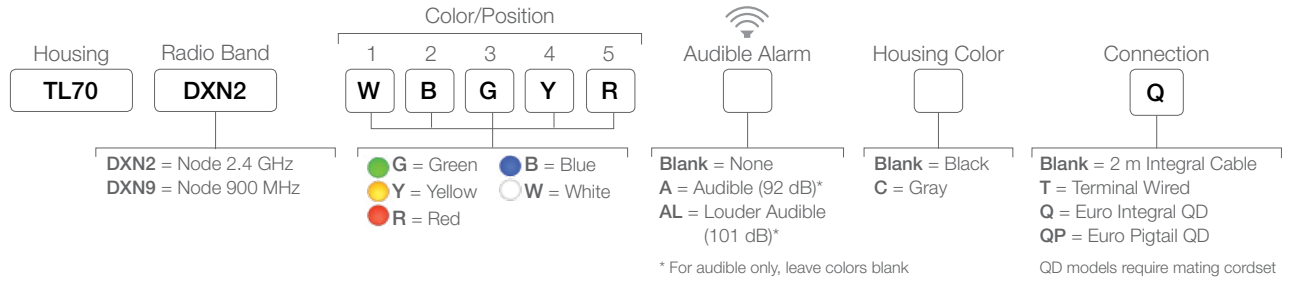 Color/Position
Housing Radio Band 1 2 3 4 5 Audible Alarm Housing Color Connection
TL70 DXN2 W B G Y R Q
DXN2 = Node 2.4 GHz
DXN9 = Node 900 MHz
G = Green B = Blue
Y = Yellow W = White
R = Red
Blank = None
A = Audible (92 dB)*
AL = Louder Audible
(101 dB)*
* For audible only, leave colors blank
Blank = Black
C = Gray
Blank = 2 m Integral Cable
T = Terminal Wired
Q = Euro Integral QD
QP = Euro Pigtail QD
QD models require mating cordset